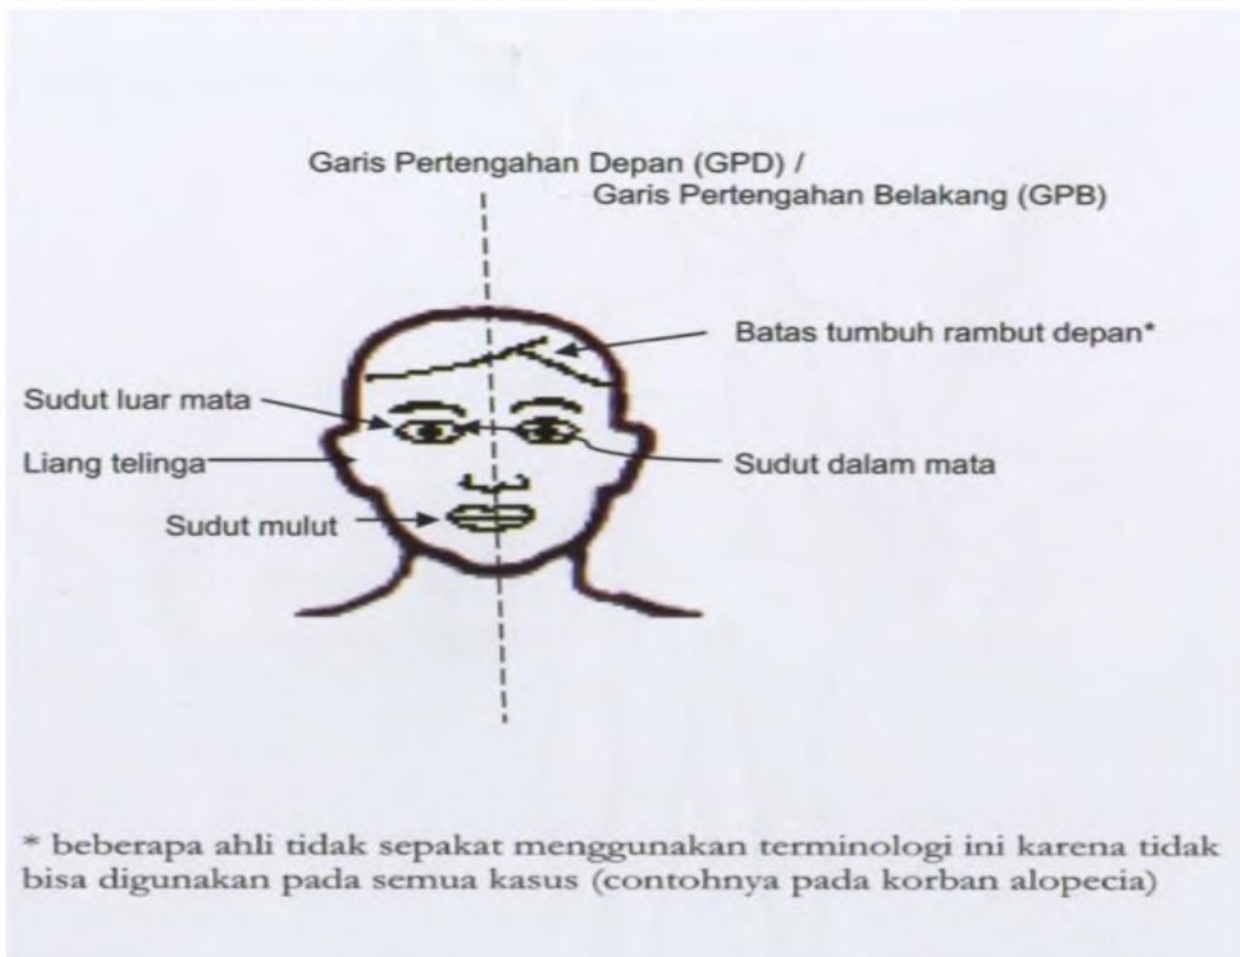 Garis Pertengahan Depan (GPD) /
Garis Pertengahan Belakang (GPB)
Batas tumbuh rambut depan*
Sudut luar mata
Liang telinga
Sudut dalam mata
Sudut mulut
* beberapa ahli tidak sepakat menggunakan terminologi ini karena tidak
bisa digunakan pada semua kasus (contohnya pada korban alopecia)